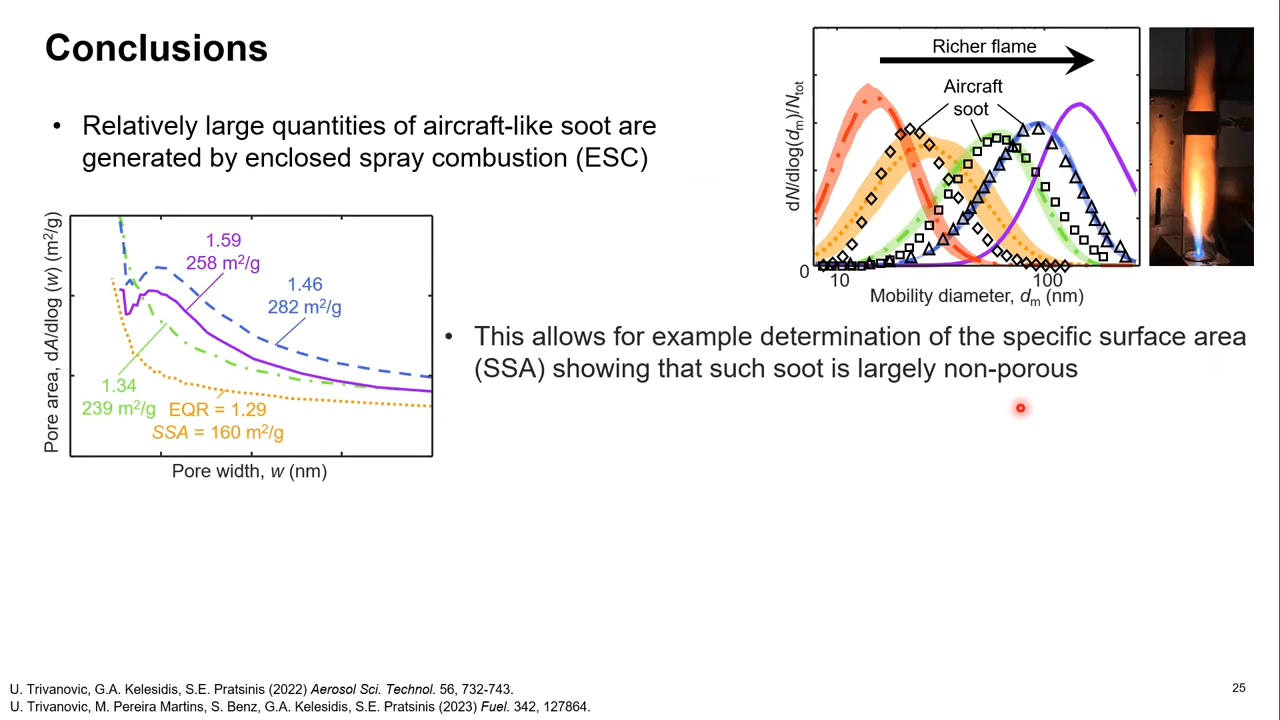 Conclusions
• Relatively large quantities of aircraft-like soot are
generated by enclosed spray combustion (ESC)
Richer flame
Aircraft
soot
dN/dlog(dm)/Ntot
0
10
100
Mobility diameter, dm (nm)
Pore area, dA/dlog (w) (m²/g)
1.59
258 m²/g
1.46
282 m²/g
1.34
239 m²/g
EQR = 1.29
SSA = 160 m²/g
Pore width, w (nm)
• This allows for example determination of the specific surface area
(SSA) showing that such soot is largely non-porous
U. Trivanovic, G.A. Kelesidis, S.E. Pratsinis (2022) Aerosol Sci. Technol. 56, 732-743.
U. Trivanovic, M. Pereira Martins, S. Benz, G.A. Kelesidis, S.E. Pratsinis (2023) Fuel. 342, 127864.
25